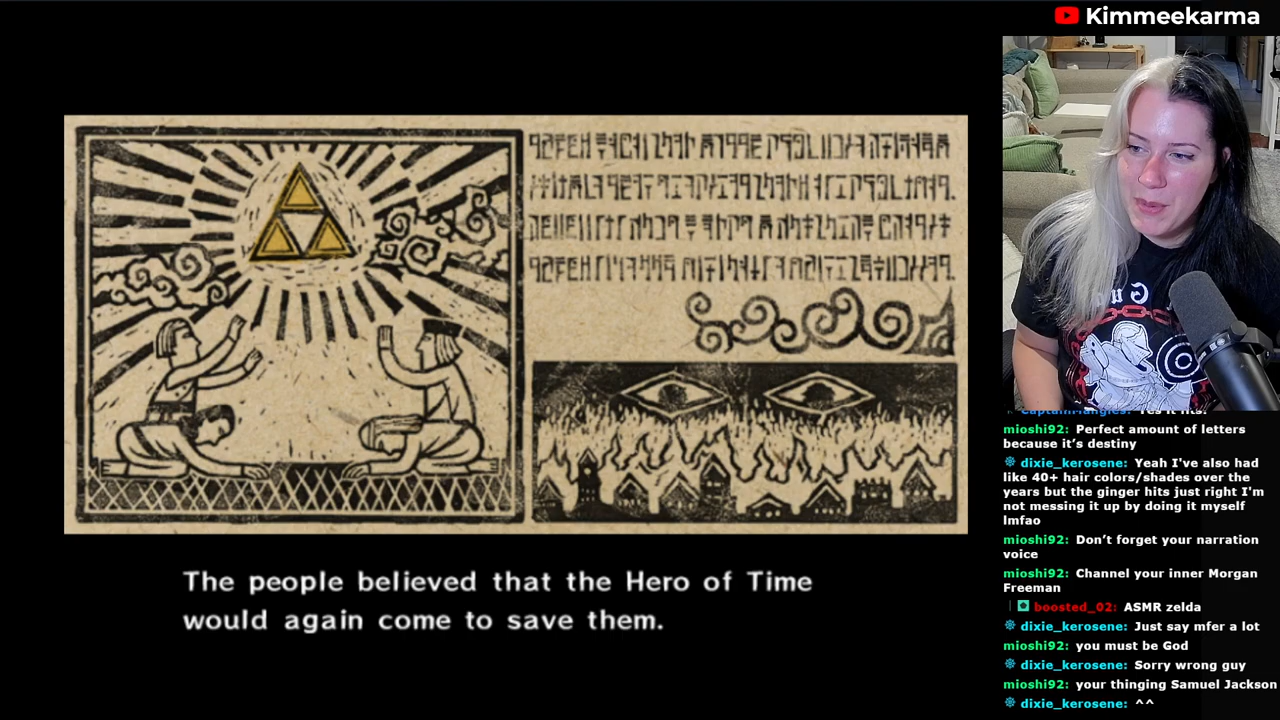 Kimmeekarma
The people believed that the Hero of Time
would again come to save them.
mioshi92: Perfect amount of letters
because it’s destiny
dixie_kerosene: Yeah I've also had
like 40+ hair colors/shades over the
years but the ginger hits just right I'm
not messing it up by doing it myself
lmfao
mioshi92: Don’t forget your narration
voice
mioshi92: Channel your inner Morgan
Freeman
boosted_02: ASMR zelda
dixie_kerosene: Just say mfer a lot
mioshi92: you must be God
dixie_kerosene: Sorry wrong guy
mioshi92: your thinging Samuel Jackson
dixie_kerosene: ^^